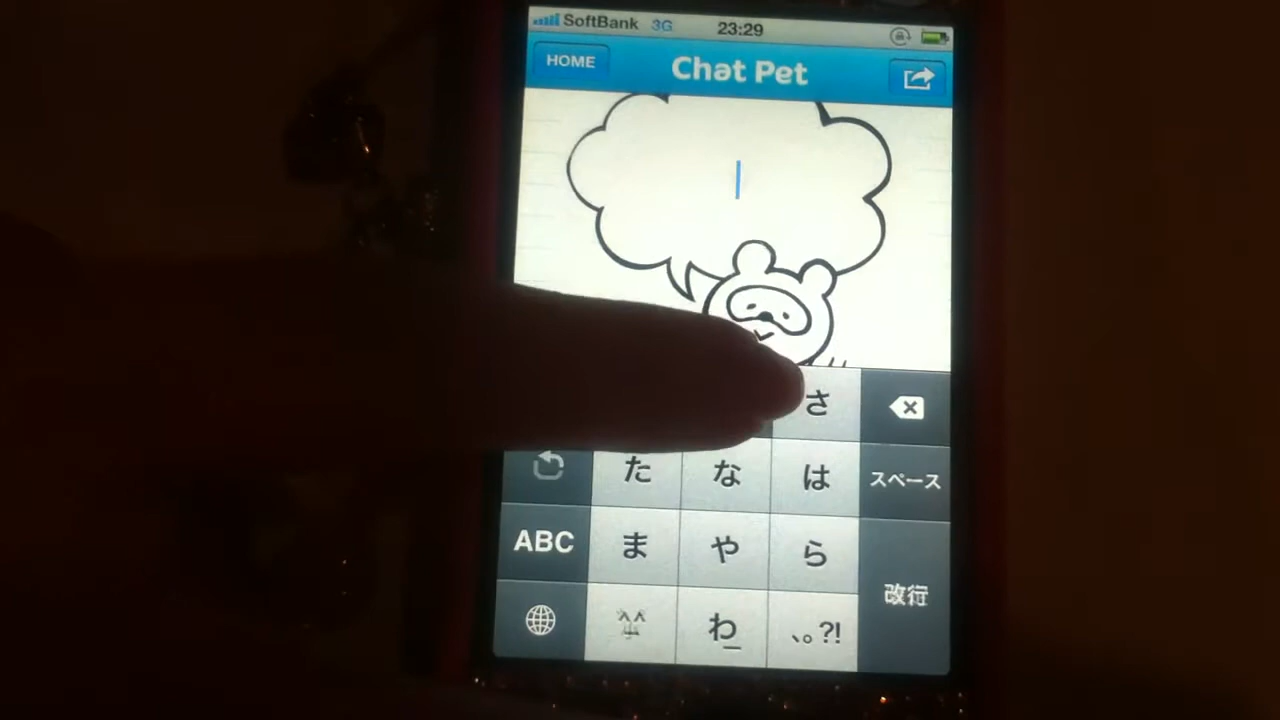 SoftBank 3G 23:29
HOME Chat Pet
さ
た な は スペース
ABC ま や ら
改行
^^ わ_ 、。?!